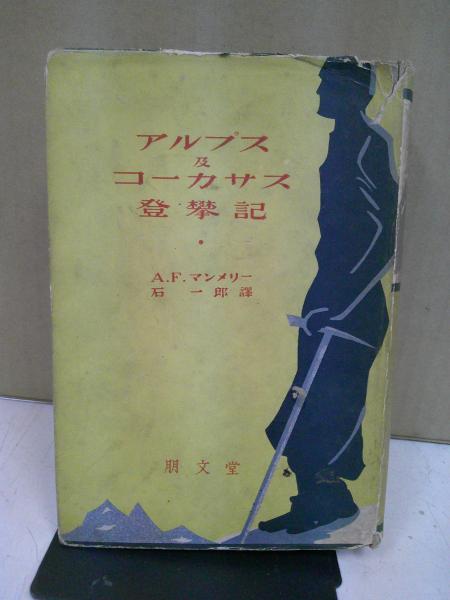 アルプス
及
コーカサス
登攀記
・
A.F.マンメリー
石一郎譯
朋文堂